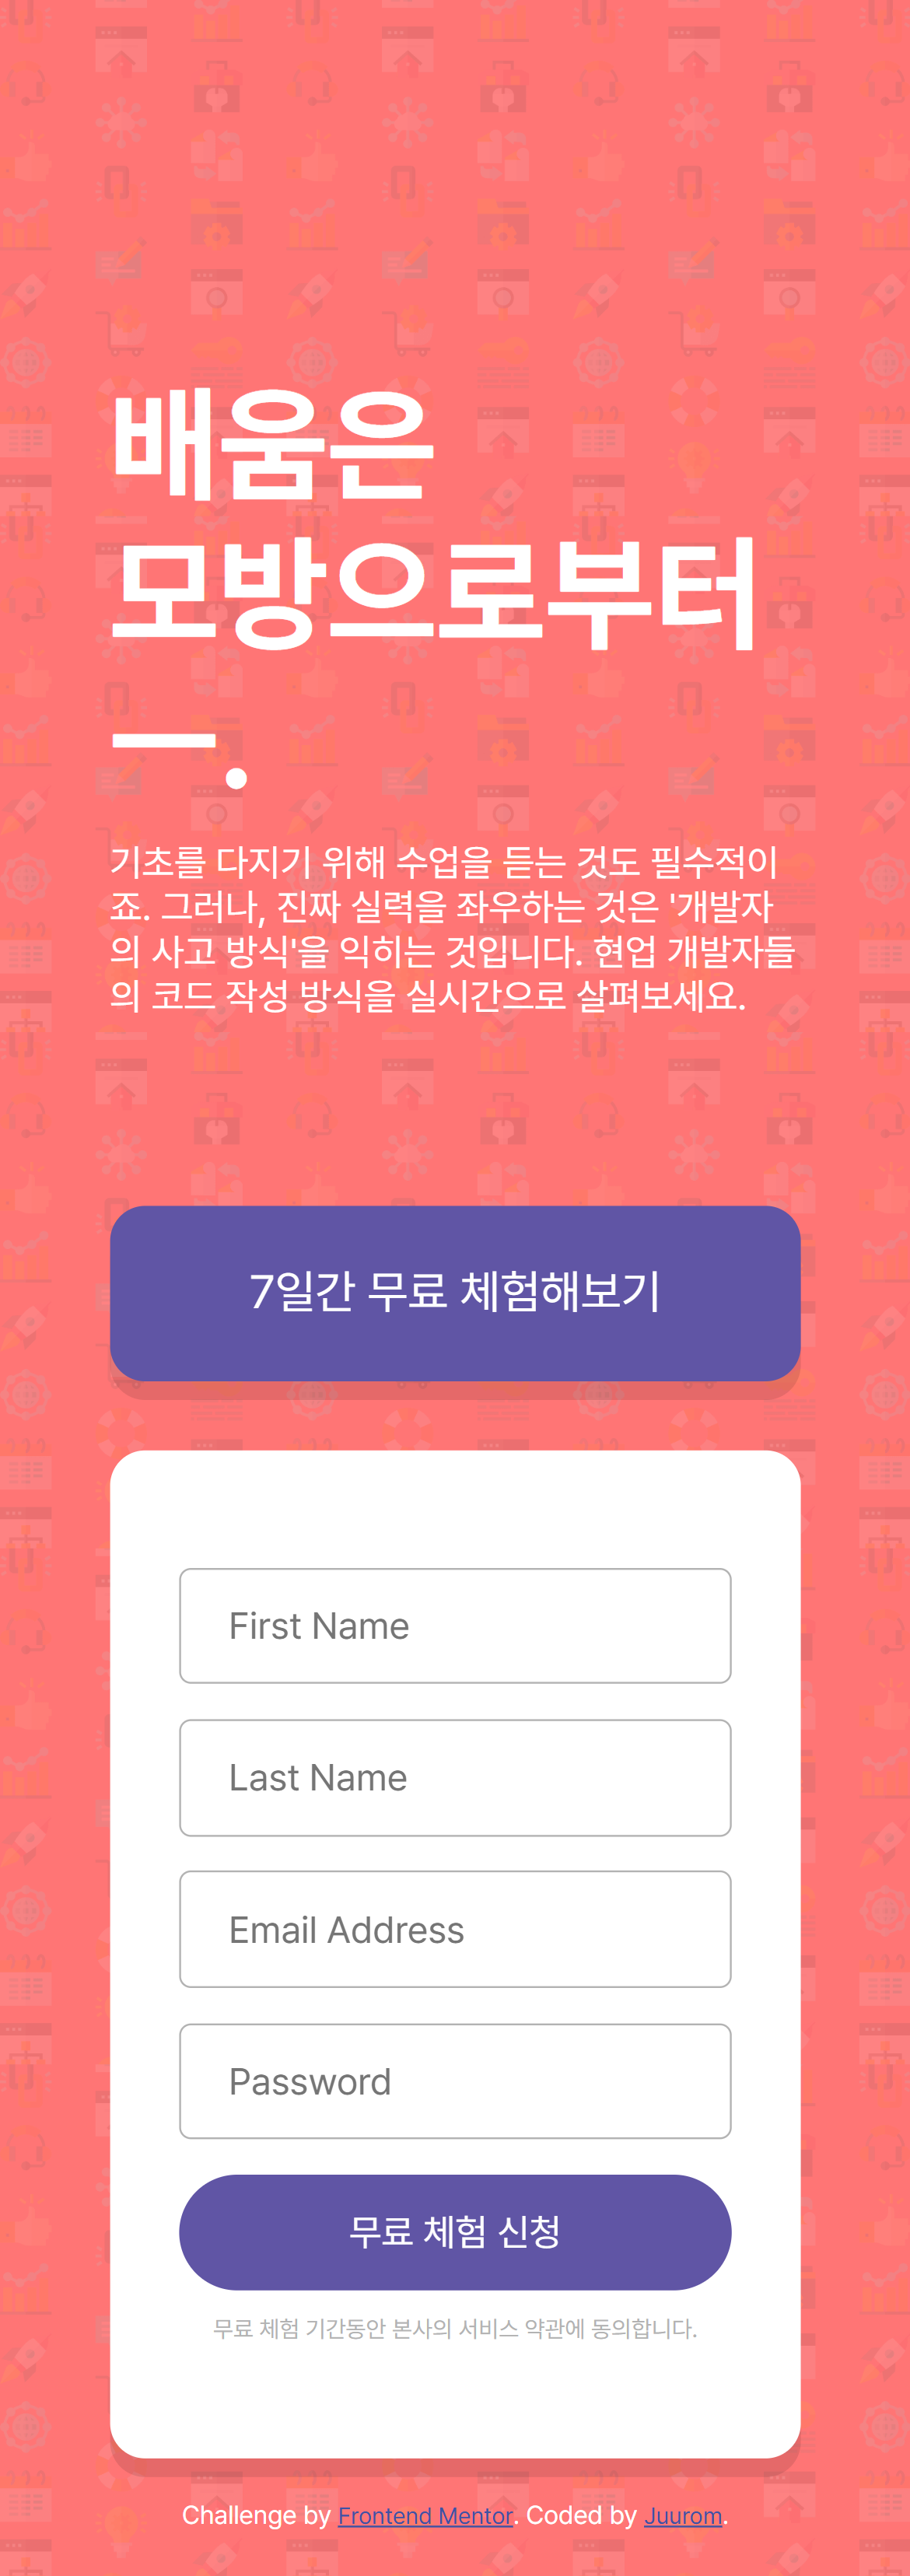 배움은
모방으로부터
ㅡ.
기초를 다지기 위해 수업을 듣는 것도 필수적이
죠. 그러나, 진짜 실력을 좌우하는 것은 '개발자
의 사고 방식'을 익히는 것입니다. 현업 개발자들
의 코드 작성 방식을 실시간으로 살펴보세요.
7일간 무료 체험해보기
First Name
Last Name
Email Address
Password
무료 체험 신청
무료 체험 기간동안 본사의 서비스 약관에 동의합니다.
Challenge by Frontend Mentor. Coded by Juurom.